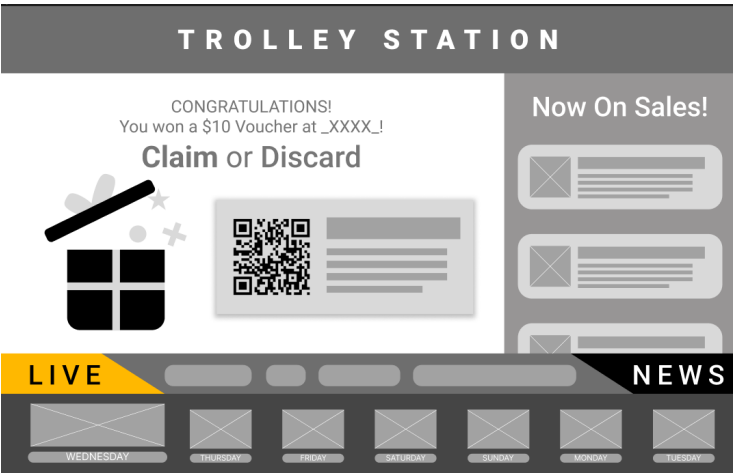 TROLLEY STATION
CONGRATULATIONS!
You won a $10 Voucher at _XXXX_!
Claim or Discard
Now On Sales!
LIVE
NEWS
WEDNESDAY
THURSDAY
FRIDAY
SATURDAY
SUNDAY
MONDAY
TUESDAY